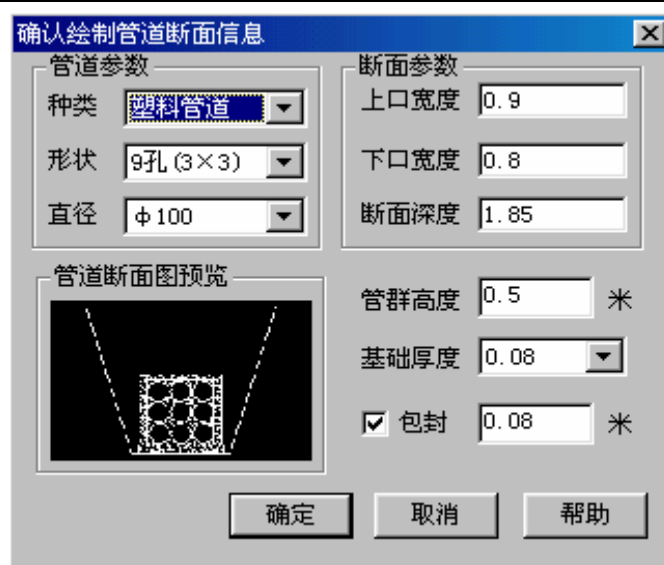 确认绘制管道断面信息
管道参数
种类 塑料管道
形状 9孔(3×3)
直径 φ100
断面参数
上口宽度 0.9
下口宽度 0.8
断面深度 1.85
管道断面图预览
管群高度 0.5 米
基础厚度 0.08
包封 0.08 米
确定 取消 帮助